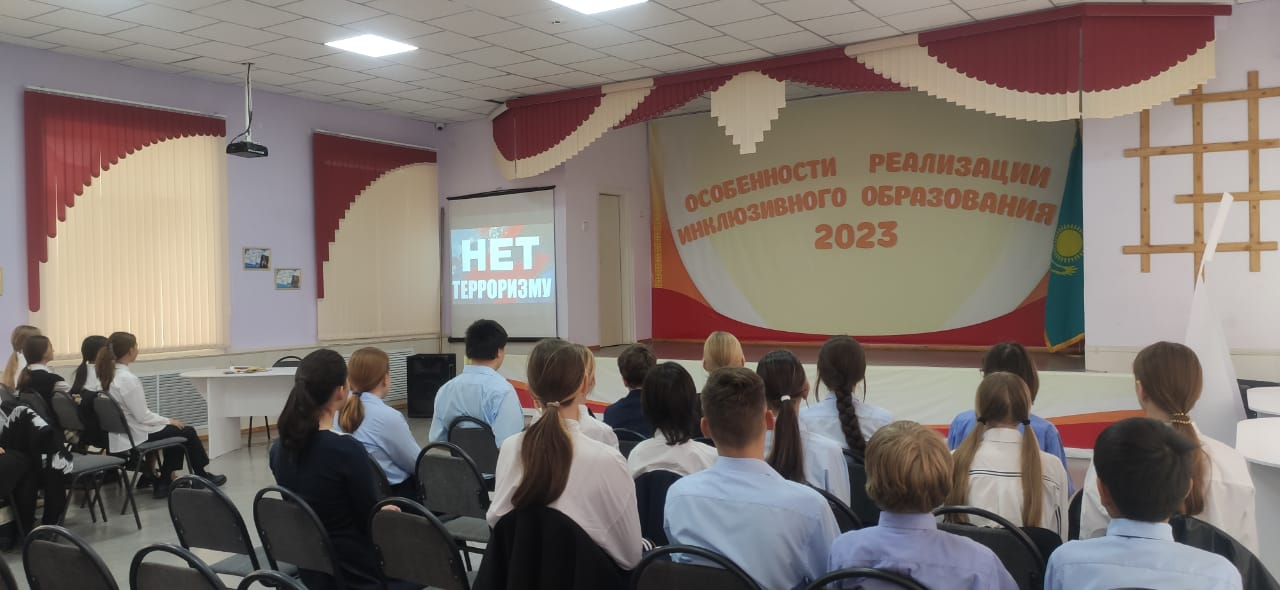 НЕТ
ТЕРРОРИЗМУ
ОСОБЕННОСТИ РЕАЛИЗАЦИИ
ИНКЛЮЗИВНОГО ОБРАЗОВАНИЯ
2023